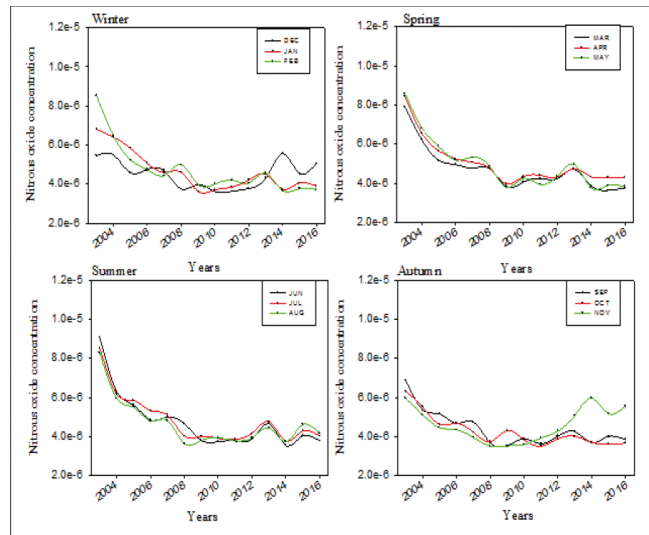 Winter
Nitrous oxide concentration
1.2e-5
1.0e-5
8.0e-6
6.0e-6
4.0e-6
2.0e-6
DEC
JAN
FEB
2004 2006 2008 2010 2012 2014 2016
Years
Spring
Nitrous oxide concentration
1.2e-5
1.0e-5
8.0e-6
6.0e-6
4.0e-6
2.0e-6
MAR
APR
MAY
2004 2006 2008 2010 2012 2014 2016
Years
Summer
Nitrous oxide concentration
1.2e-5
1.0e-5
8.0e-6
6.0e-6
4.0e-6
2.0e-6
JUN
JUL
AUG
2004 2006 2008 2010 2012 2014 2016
Years
Autumn
Nitrous oxide concentration
1.2e-5
1.0e-5
8.0e-6
6.0e-6
4.0e-6
2.0e-6
SEP
OCT
NOV
2004 2006 2008 2010 2012 2014 2016
Years